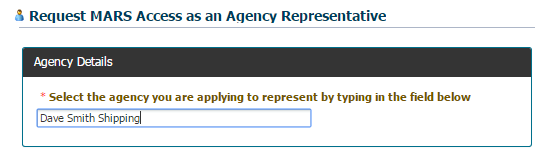 Request MARS Access as an Agency Representative
Agency Details
* Select the agency you are applying to represent by typing in the field below
Dave Smith Shipping